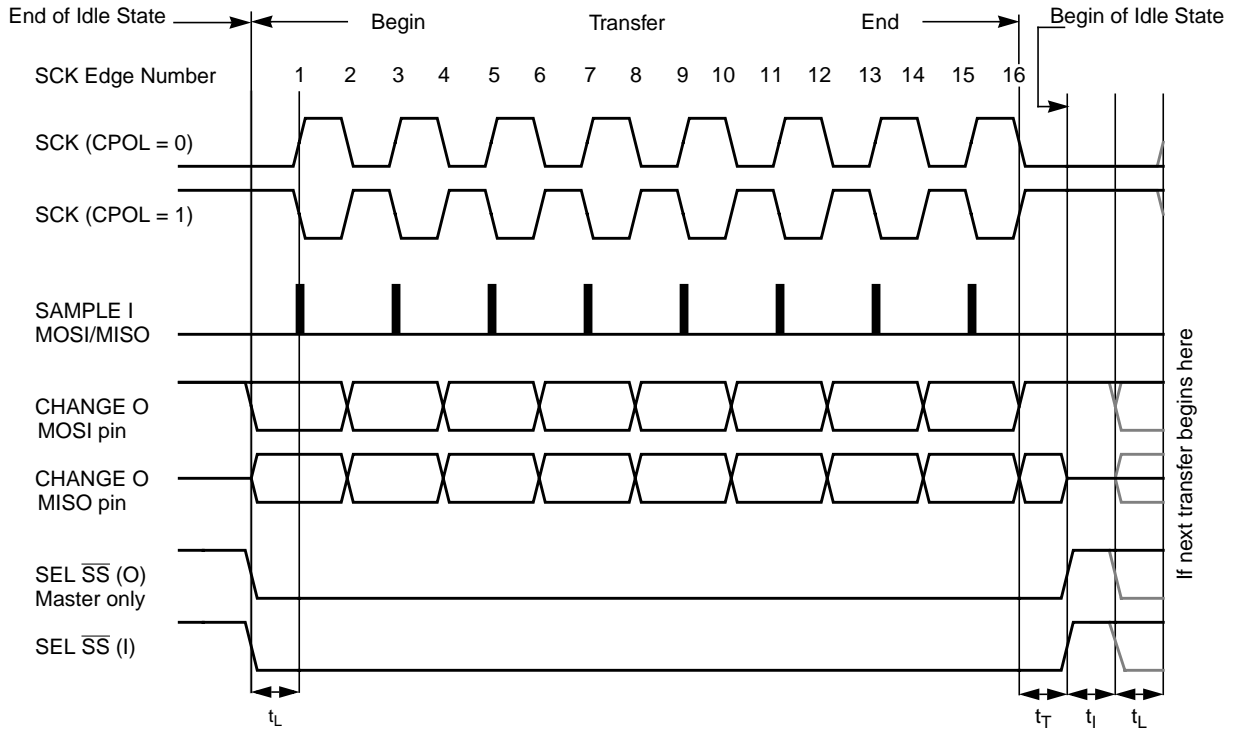 End of Idle State
Begin
Transfer
End
Begin of Idle State
SCK Edge Number
1 2 3 4 5 6 7 8 9 10 11 12 13 14 15 16
SCK (CPOL = 0)
SCK (CPOL = 1)
SAMPLE I
MOSI/MISO
CHANGE O
MOSI pin
CHANGE O
MISO pin
SEL S̅S̅ (O)
Master only
SEL S̅S̅ (I)
If next transfer begins here
tL
tT
tI
tL